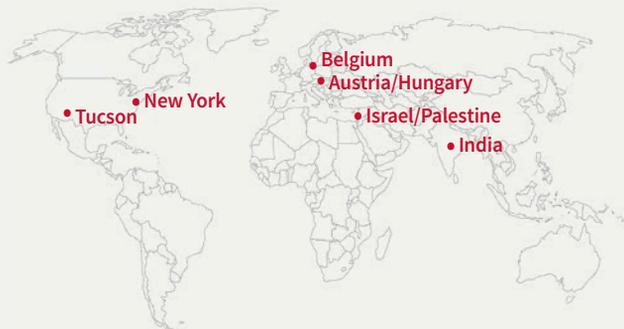 Belgium
Austria/Hungary
New York
Tucson
Israel/Palestine
India